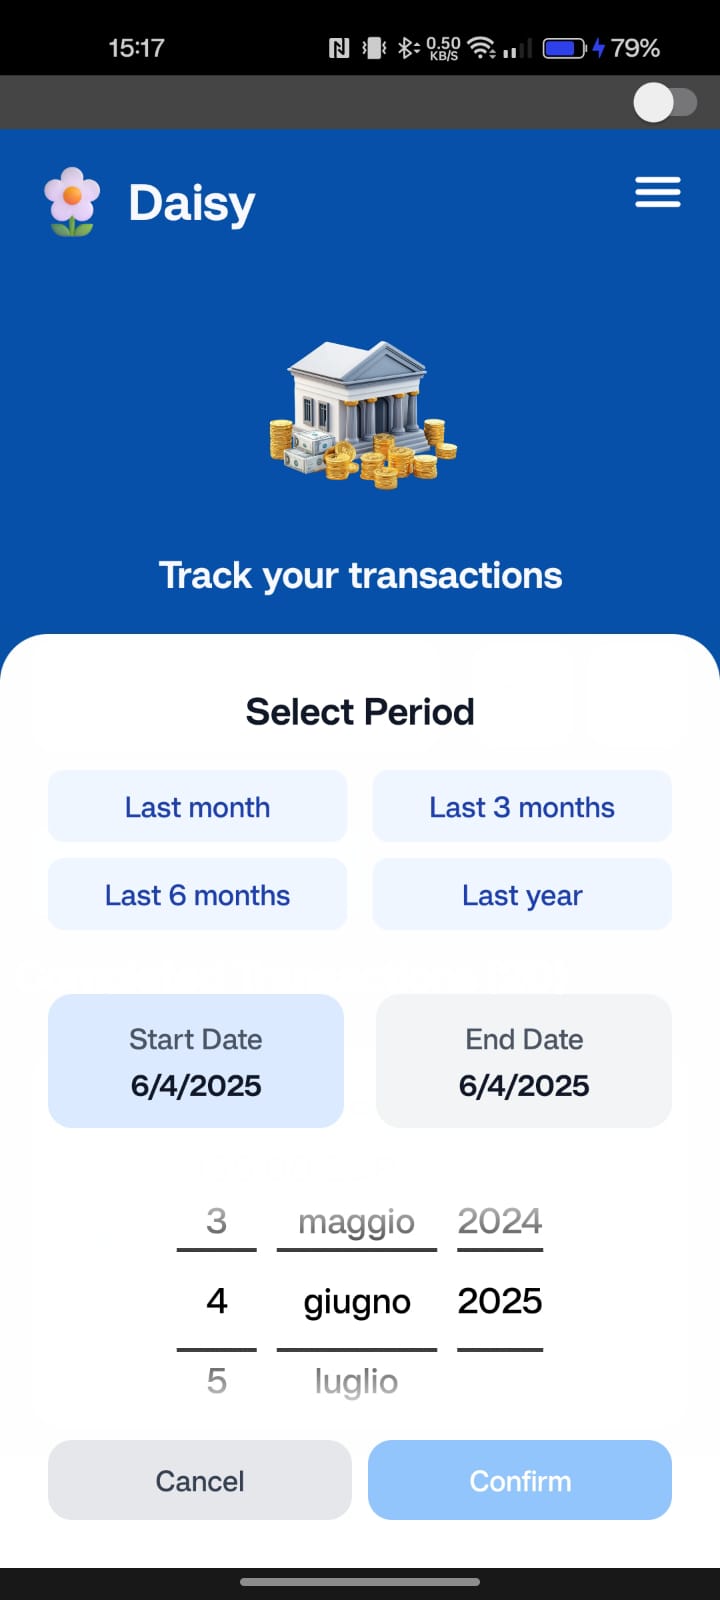 15:17 0.50 KB/S 79%
Daisy
Track your transactions
Select Period
Last month Last 3 months
Last 6 months Last year
Start Date End Date
6/4/2025 6/4/2025
3 maggio 2024
4 giugno 2025
5 luglio
Cancel Confirm